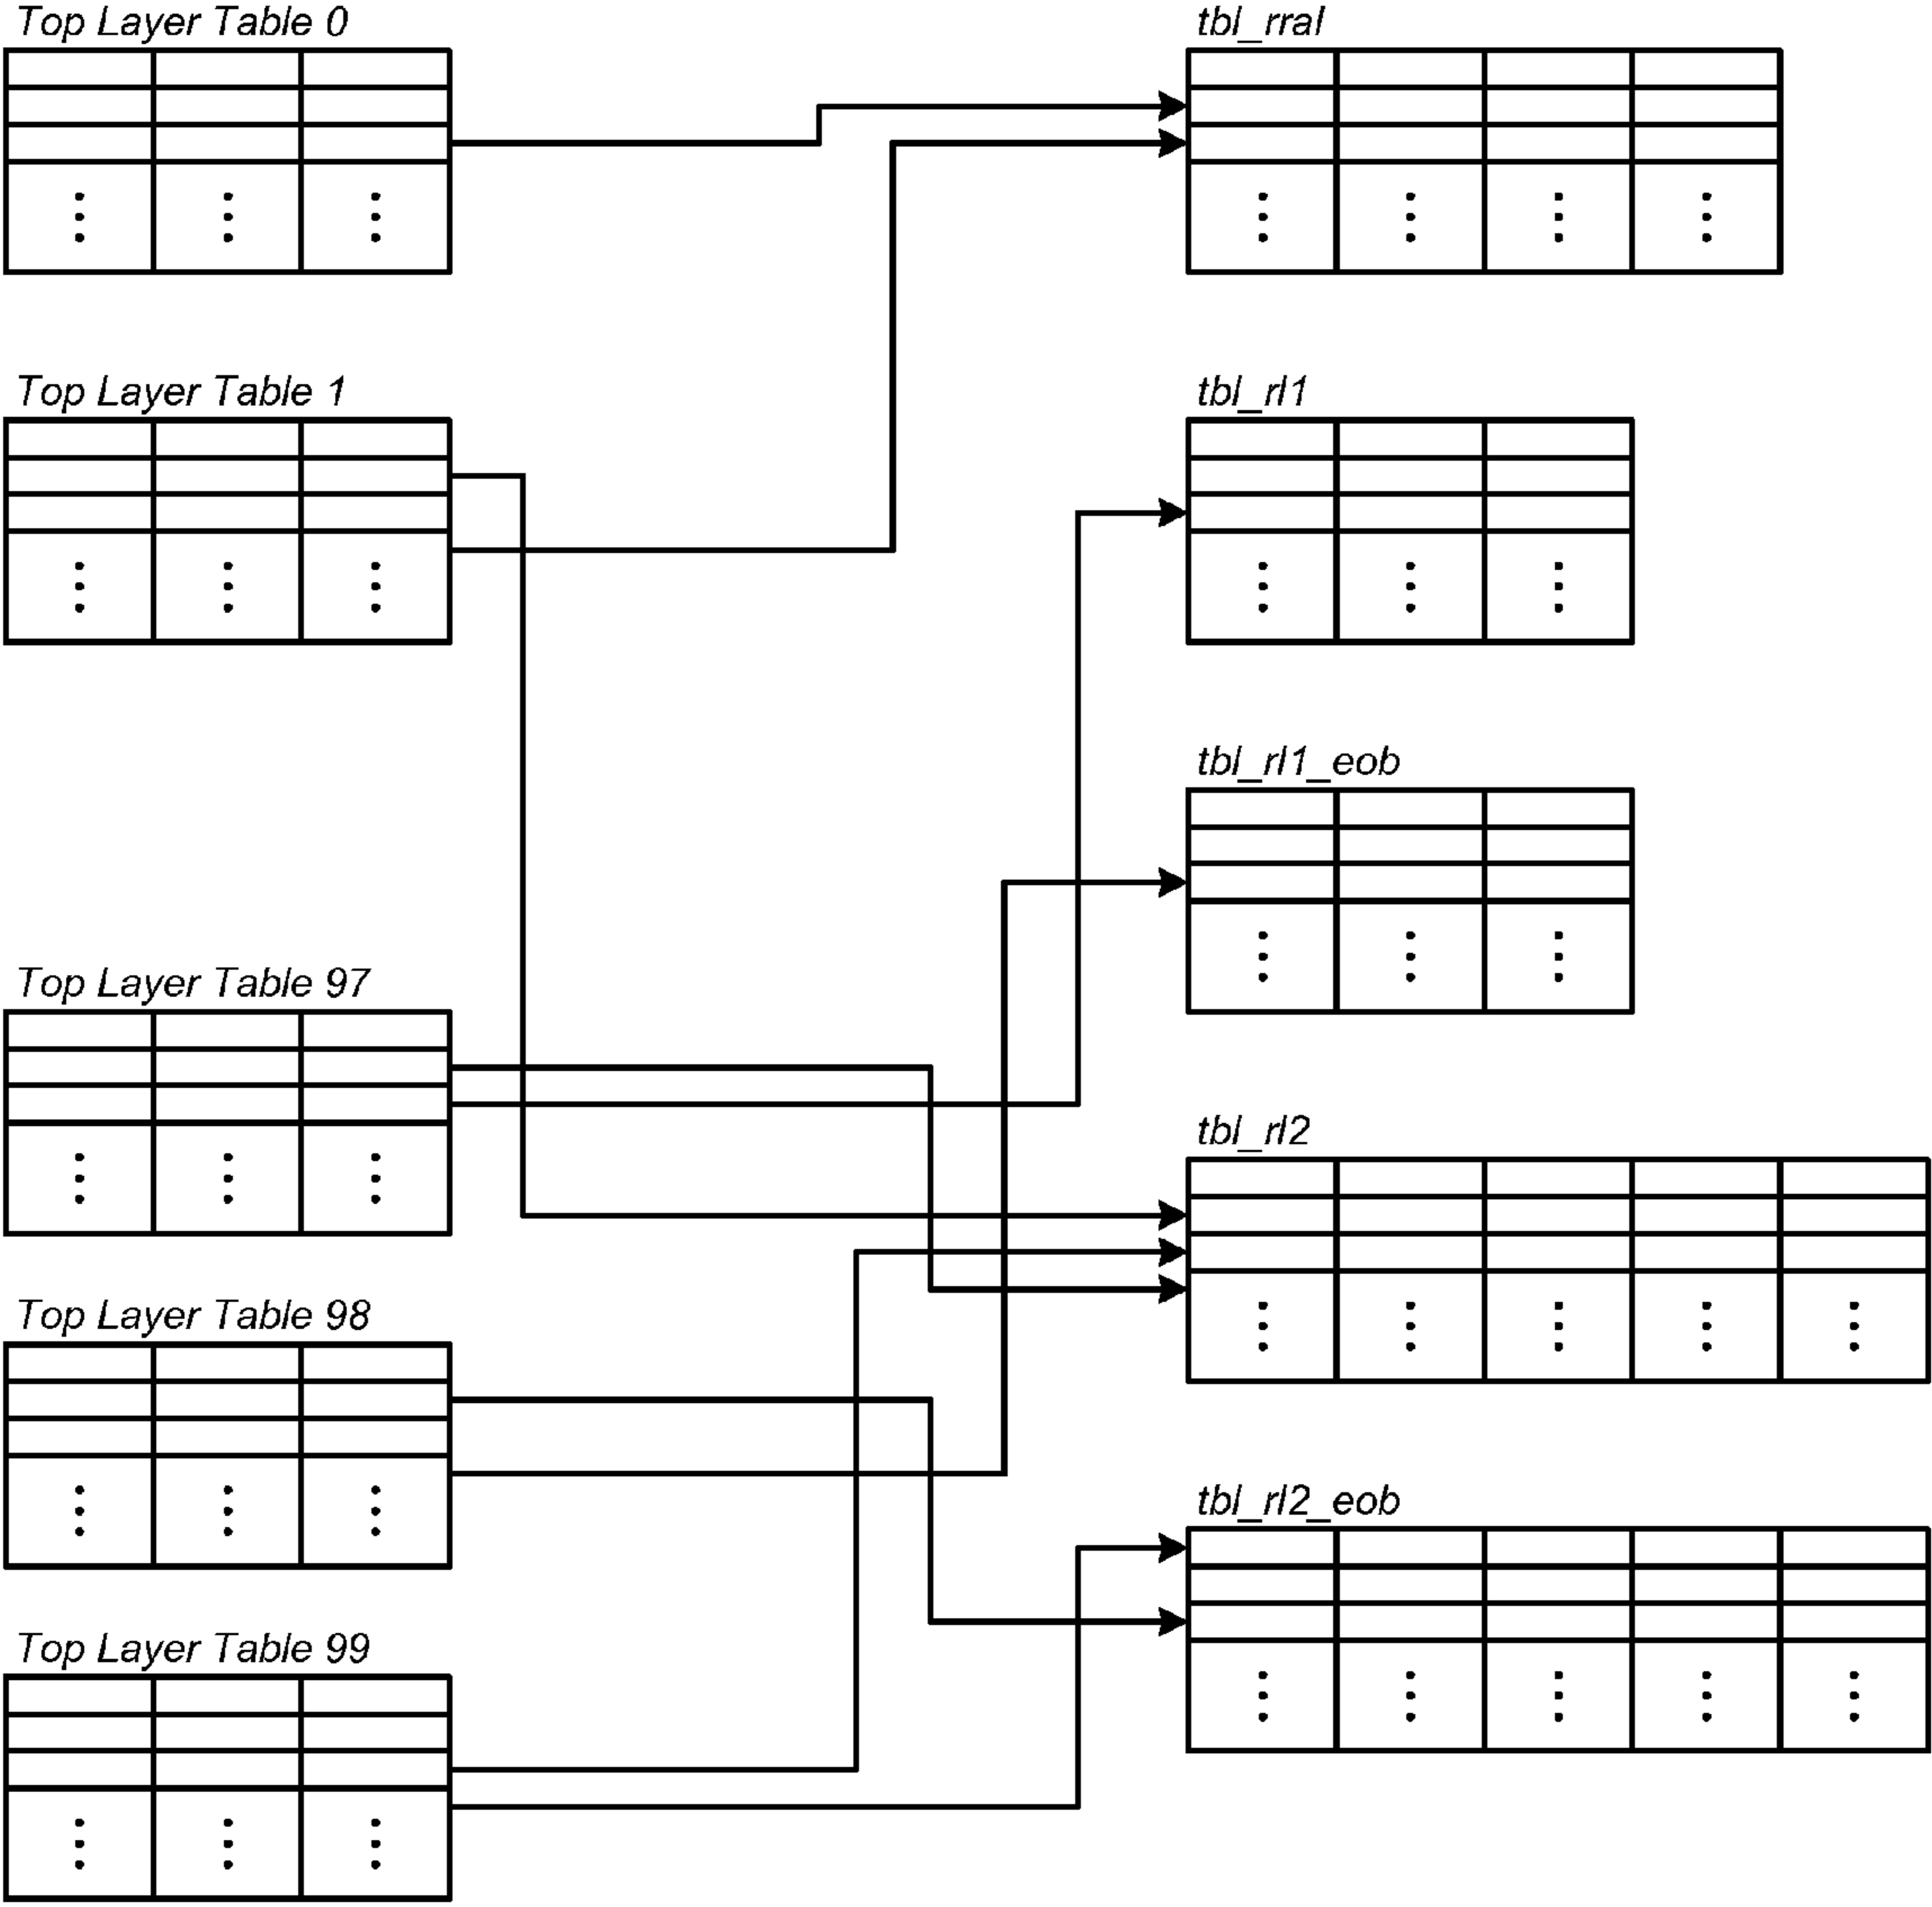 Top Layer Table 0
tbl_rral
Top Layer Table 1
tbl_rl1
tbl_rl1_eob
Top Layer Table 97
tbl_rl2
Top Layer Table 98
tbl_rl2_eob
Top Layer Table 99